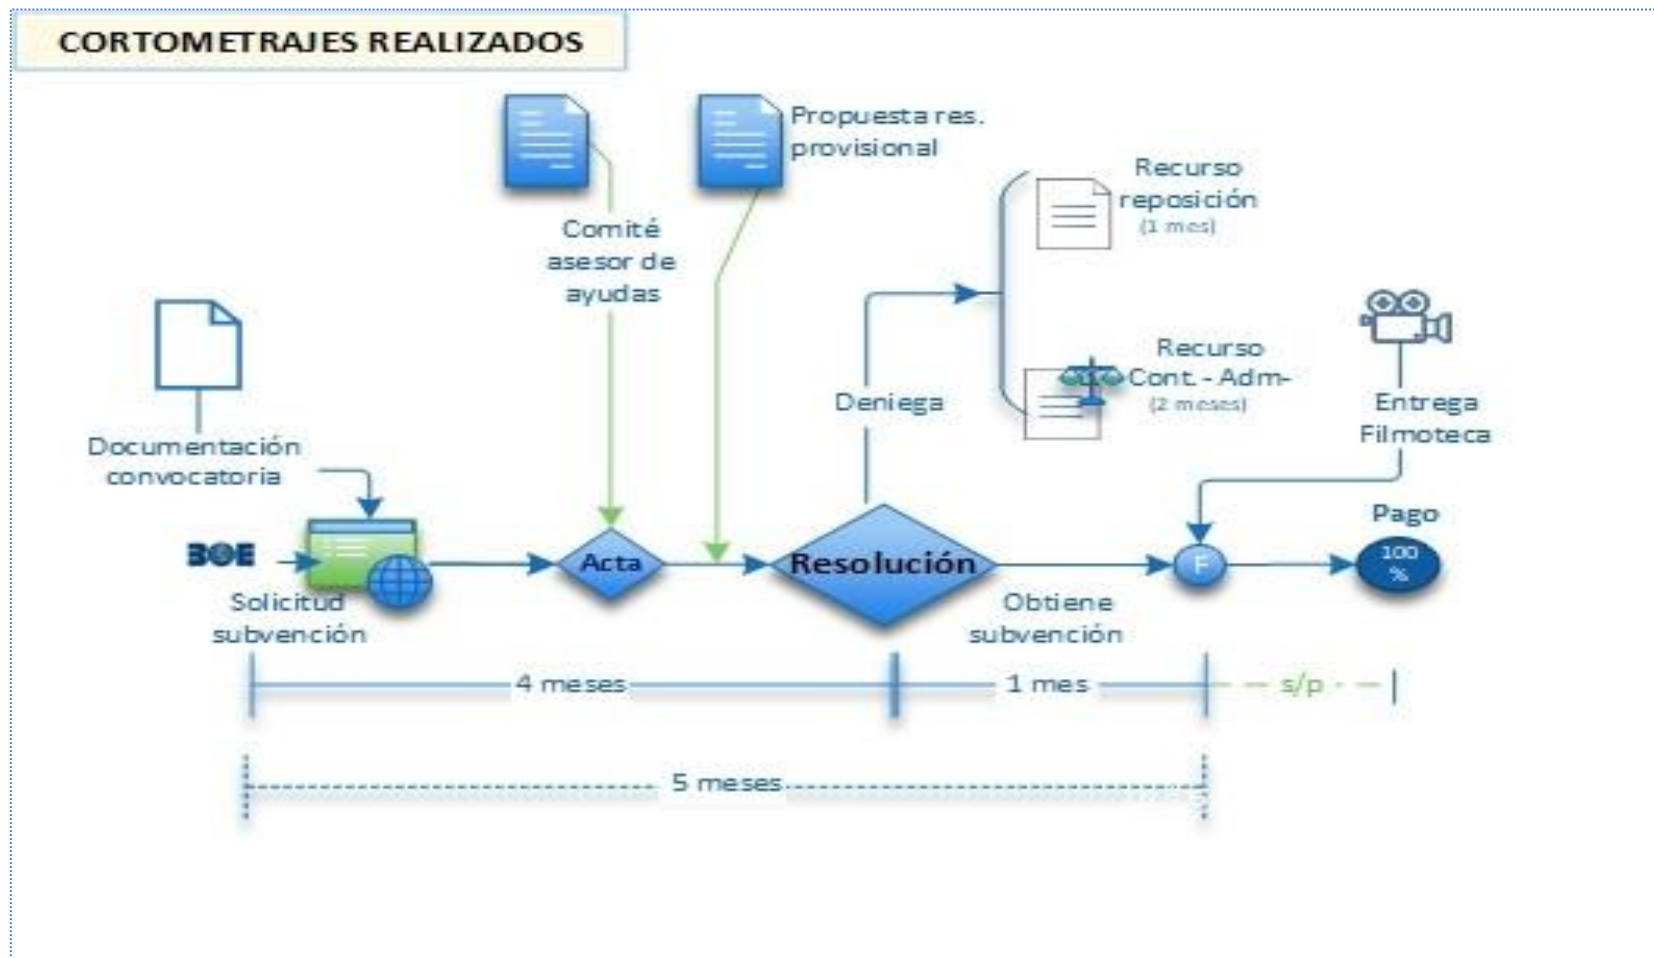 CORTOMETRAJES REALIZADOS
Propuesta res.
provisional
Recurso
reposición
(1 mes)
Comité
asesor de
ayudas
Recurso
Cont. - Adm-
(2 meses)
Deniega
Entrega
Filmoteca
Documentación
convocatoria
BOE
Solicitud
subvención
Acta
Resolución
Obtiene
subvención
F
Pago
100
%
4 meses
1 mes
s/p
5 meses